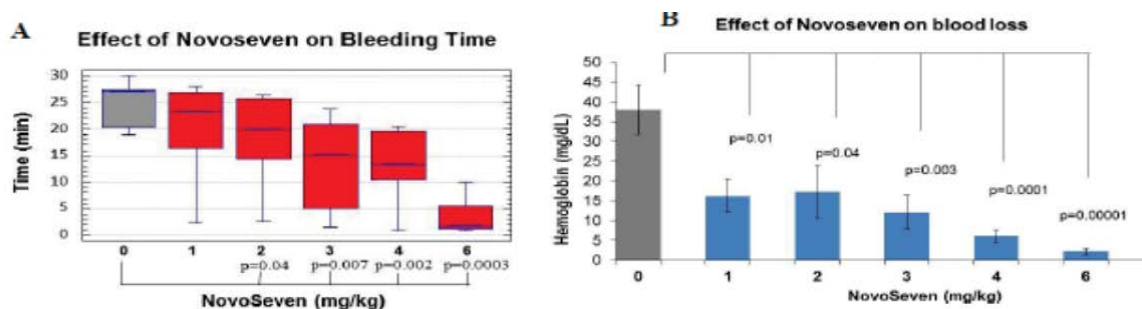 A
Effect of Novoseven on Bleeding Time
30
25
20
15
10
5
0
Time (min)
0 1 2 3 4 6
p=0.04 p=0.007 p=0.002 p=0.0003
NovoSeven (mg/kg)
B
Effect of Novoseven on blood loss
50
45
40
35
30
25
20
15
10
5
0
Hemoglobin (mg/dL)
p=0.01
p=0.04
p=0.003
p=0.0001
p=0.00001
0 1 2 3 4 6
NovoSeven (mg/kg)